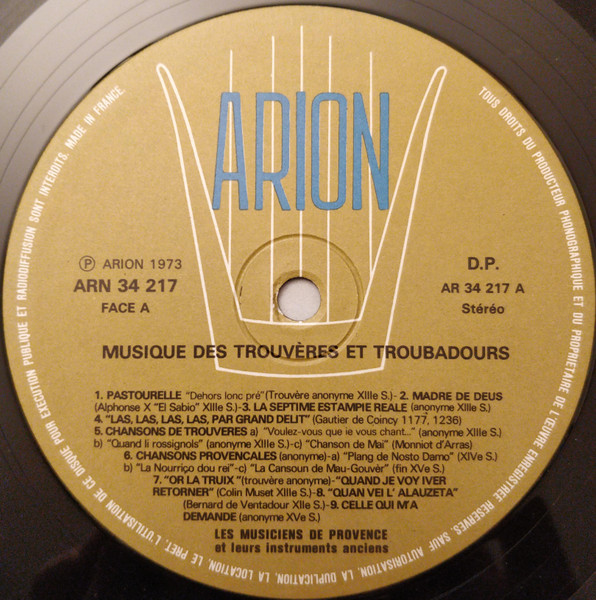 ARION
℗ ARION 1973
ARN 34 217
FACE A
D.P.
AR 34 217 A
Stéréo
MUSIQUE DES TROUVÈRES ET TROUBADOURS
1. PASTOURELLE "Dehors lonc pré"(Trouvère anonyme XIIIe S.)- 2. MADRE DE DEUS
(Alphonse X "El Sabio" XIIIe S.)-3. LA SEPTIME ESTAMPIE REALE (anonyme XIIIe S.)
4. "LAS, LAS, LAS, LAS, PAR GRAND DELIT" (Gautier de Coincy 1177, 1236)
5. CHANSONS DE TROUVERES a) "Voulez-vous que ie vous chant..." (anonyme XIIIe S.)
b) "Quand li rossignols" (anonyme XIIIe S.)-c) "Chanson de Mai" (Monniot d'Arras)
6. CHANSONS PROVENCALES (anonyme)-a) "Plang de Nosto Damo" (XIVe S.)
b) "La Nourriço dou rei"-c) "La Cansoun de Mau-Gouvèr" (fin XVe S.)
7. "OR LA TRUIX "(trouvère anonyme)-"QUAND JE VOY IVER
RETORNER" (Colin Muset XIIIe S.)-8. "QUAN VEI L' ALAUZETA"
(Bernard de Ventadour XIIe S.)-9. CELLE QUI M'A
DEMANDE (anonyme XVe S.)
LES MUSICIENS DE PROVENCE
et leurs instruments anciens
TOUS DROITS DU PRODUCTEUR PHONOGRAPHIQUE ET DU PROPRIETAIRE DE L'ŒUVRE ENREGISTREE RESERVES. SAUF AUTORISATION, LA DUPLICATION, LA LOCATION, LE PRET, L'UTILISATION DE CE DISQUE POUR EXECUTION PUBLIQUE ET RADIODIFFUSION SONT INTERDITS. MADE IN FRANCE.